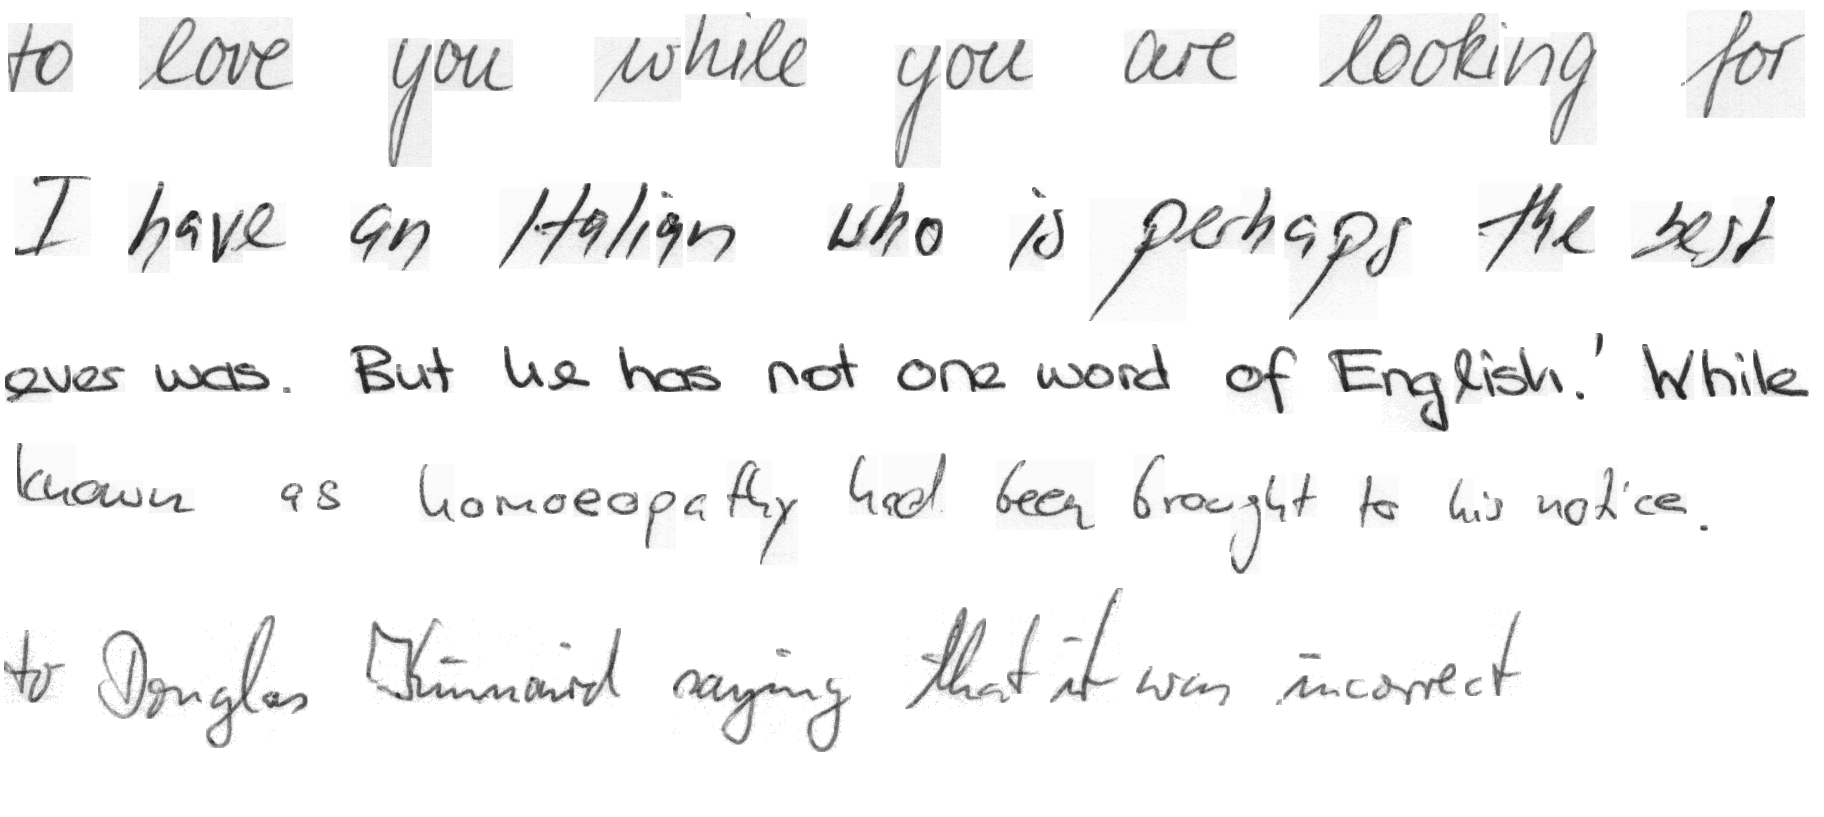 to love you while you are looking for
I have an Italian who is perhaps the best
ever was. But he has not one word of English.' While
known as homoeopathy had been brought to his notice.
to Douglas Kinnaird saying that it was incorrect